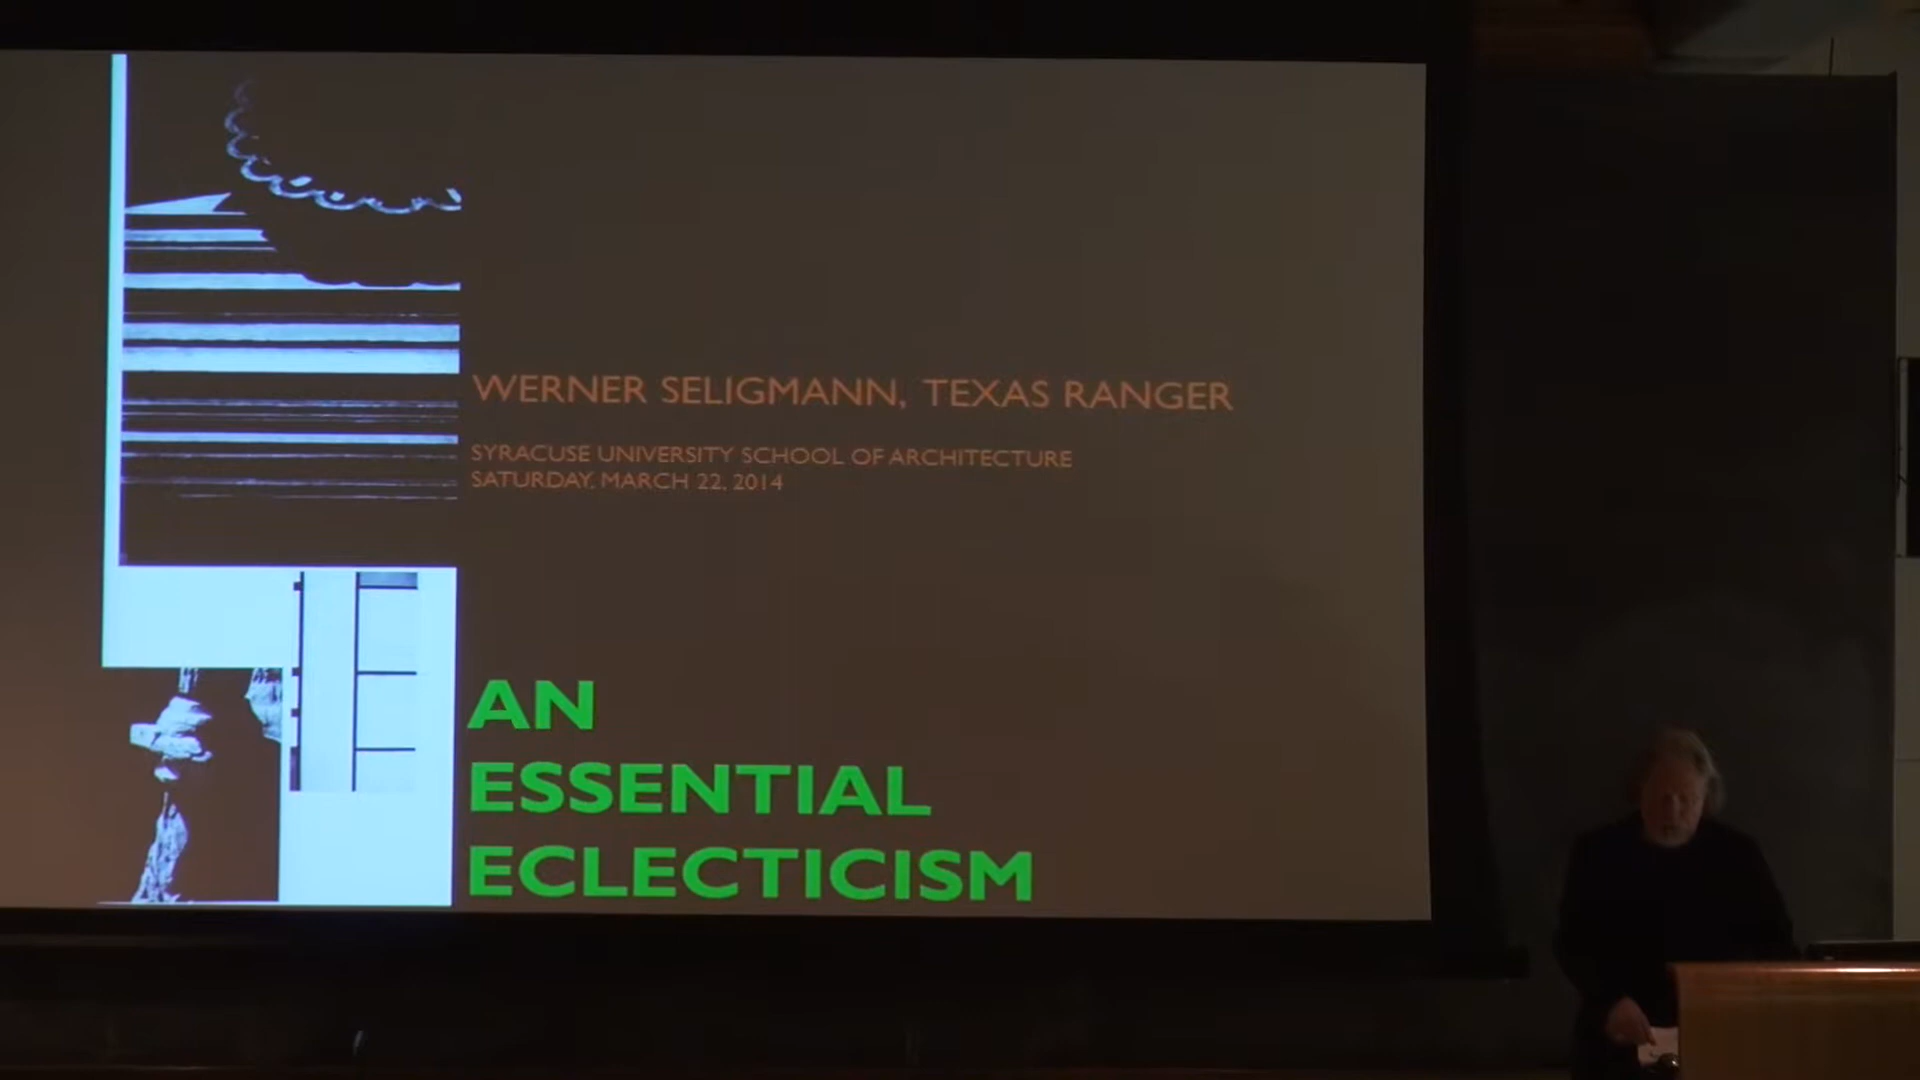 WERNER SELIGMANN, TEXAS RANGER
SYRACUSE UNIVERSITY SCHOOL OF ARCHITECTURE
SATURDAY, MARCH 22, 2014
AN
ESSENTIAL
ECLECTICISM